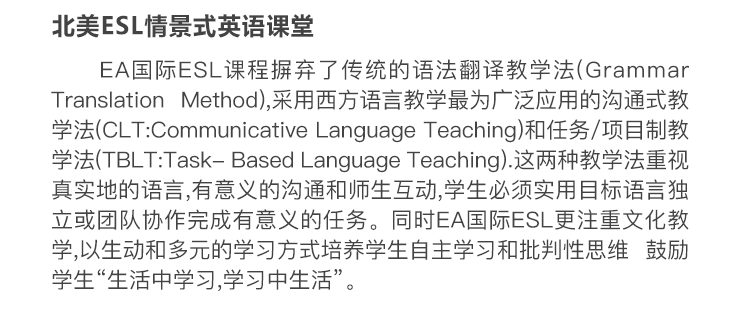 北美ESL情景式英语课堂
EA国际ESL课程摒弃了传统的语法翻译教学法(Grammar
Translation Method),采用西方语言教学最为广泛应用的沟通式教
学法(CLT:Communicative Language Teaching)和任务/项目制教
学法(TBLT:Task– Based Language Teaching).这两种教学法重视
真实地的语言,有意义的沟通和师生互动,学生必须实用目标语言独
立或团队协作完成有意义的任务。同时EA国际ESL更注重文化教
学,以生动和多元的学习方式培养学生自主学习和批判性思维 鼓励
学生“生活中学习,学习中生活”。